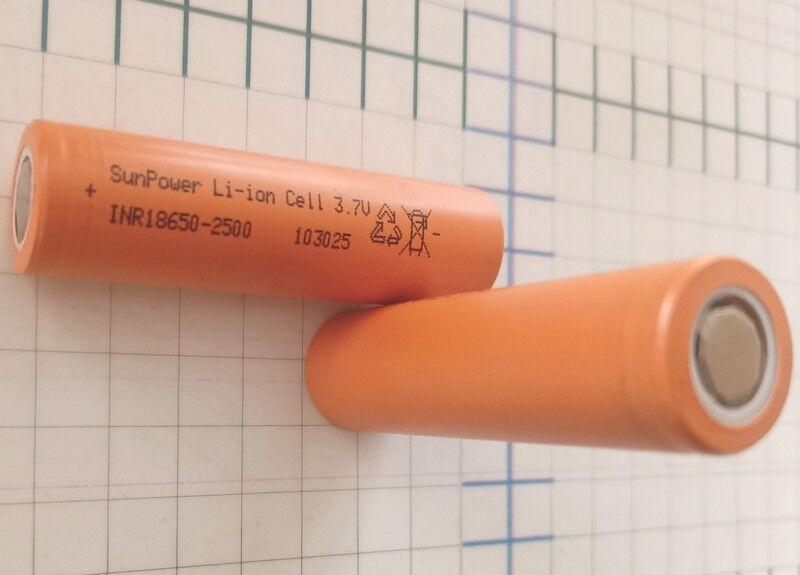 + SunPower Li-ion Cell 3.7V -
INR18650-2500 103025